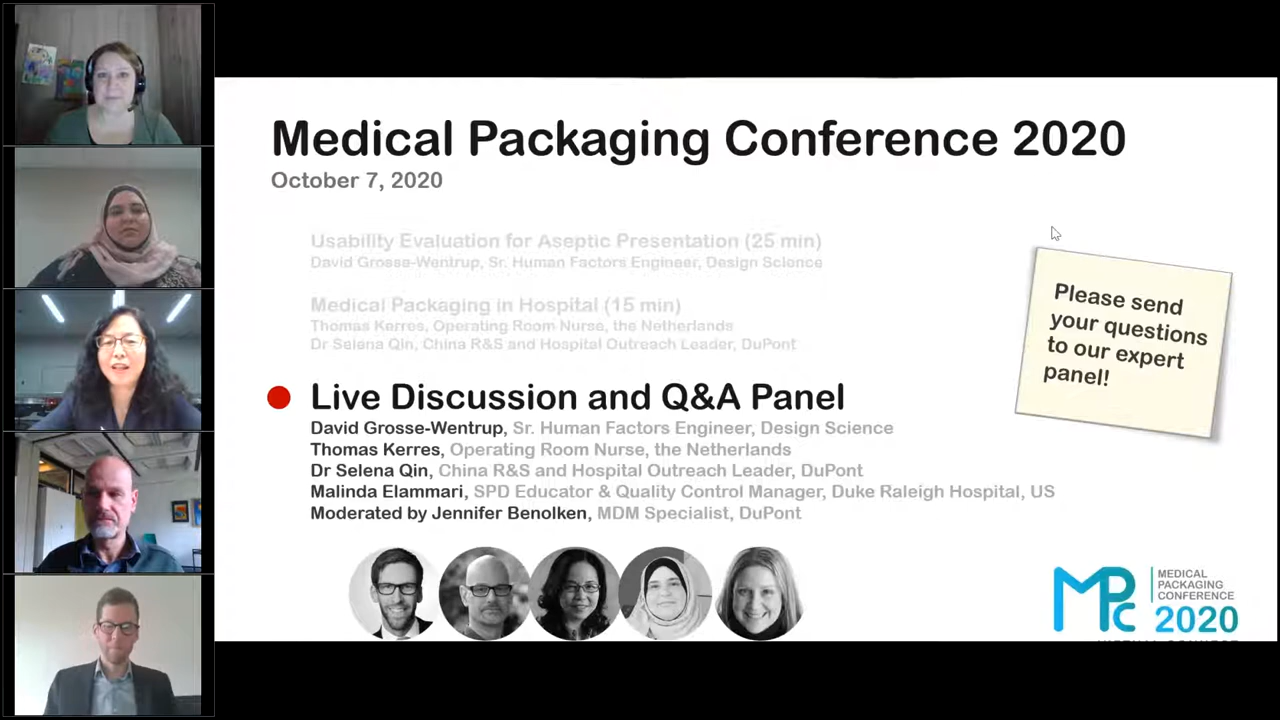 Medical Packaging Conference 2020
October 7, 2020
Usability Evaluation for Aseptic Presentation (25 min)
David Grosse-Wentrup, Sr. Human Factors Engineer, Design Science
Medical Packaging in Hospital (15 min)
Thomas Kerres, Operating Room Nurse, the Netherlands
Dr Selena Qin, China R&S and Hospital Outreach Leader, DuPont
Live Discussion and Q&A Panel
David Grosse-Wentrup, Sr. Human Factors Engineer, Design Science
Thomas Kerres, Operating Room Nurse, the Netherlands
Dr Selena Qin, China R&S and Hospital Outreach Leader, DuPont
Malinda Elammari, SPD Educator & Quality Control Manager, Duke Raleigh Hospital, US
Moderated by Jennifer Benolken, MDM Specialist, DuPont
Please send
your questions
to our expert
panel!
MPC
MEDICAL
PACKAGING
CONFERENCE
2020